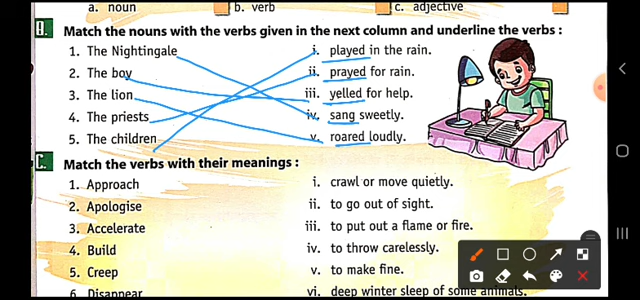 a. noun b. verb c. adjective
B. Match the nouns with the verbs given in the next column and underline the verbs :
1. The Nightingale i. played in the rain.
2. The boy ii. prayed for rain.
3. The lion iii. yelled for help.
4. The priests iv. sang sweetly.
5. The children v. roared loudly.
C. Match the verbs with their meanings :
1. Approach i. crawl or move quietly.
2. Apologise ii. to go out of sight.
3. Accelerate iii. to put out a flame or fire.
4. Build iv. to throw carelessly.
5. Creep v. to make fine.
6. Disappear vi. deep winter sleep of some animals.